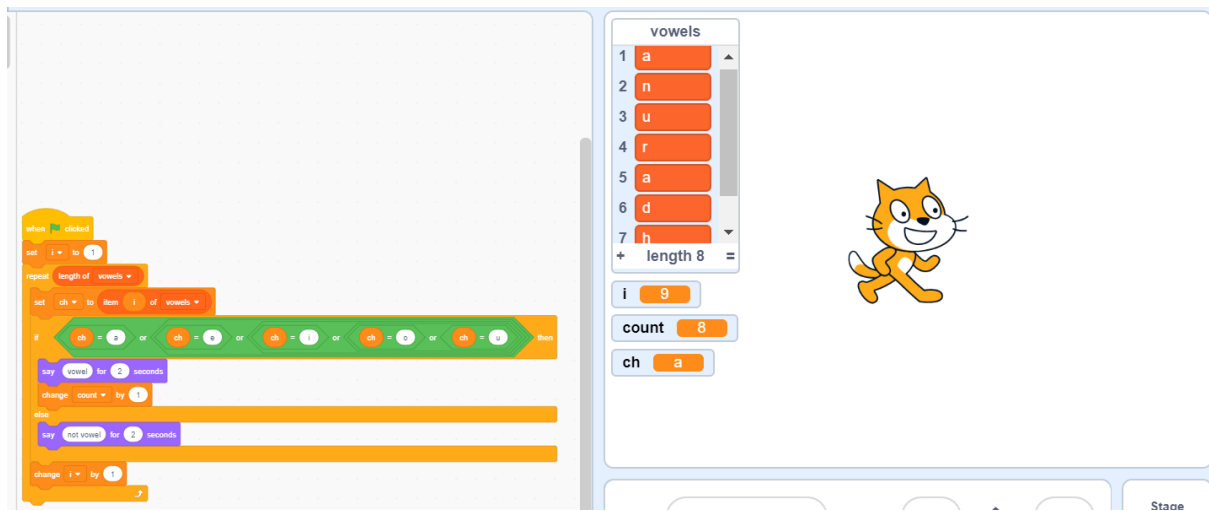 when clicked
set i to 1
repeat length of vowels
set ch to item i of vowels
if ch = a or ch = e or ch = i or ch = o or ch = u then
say vowel for 2 seconds
change count by 1
else
say not vowel for 2 seconds
change i by 1
vowels
1 a
2 n
3 u
4 r
5 a
6 d
7 h
+ length 8 =
i 9
count 8
ch a
Stage